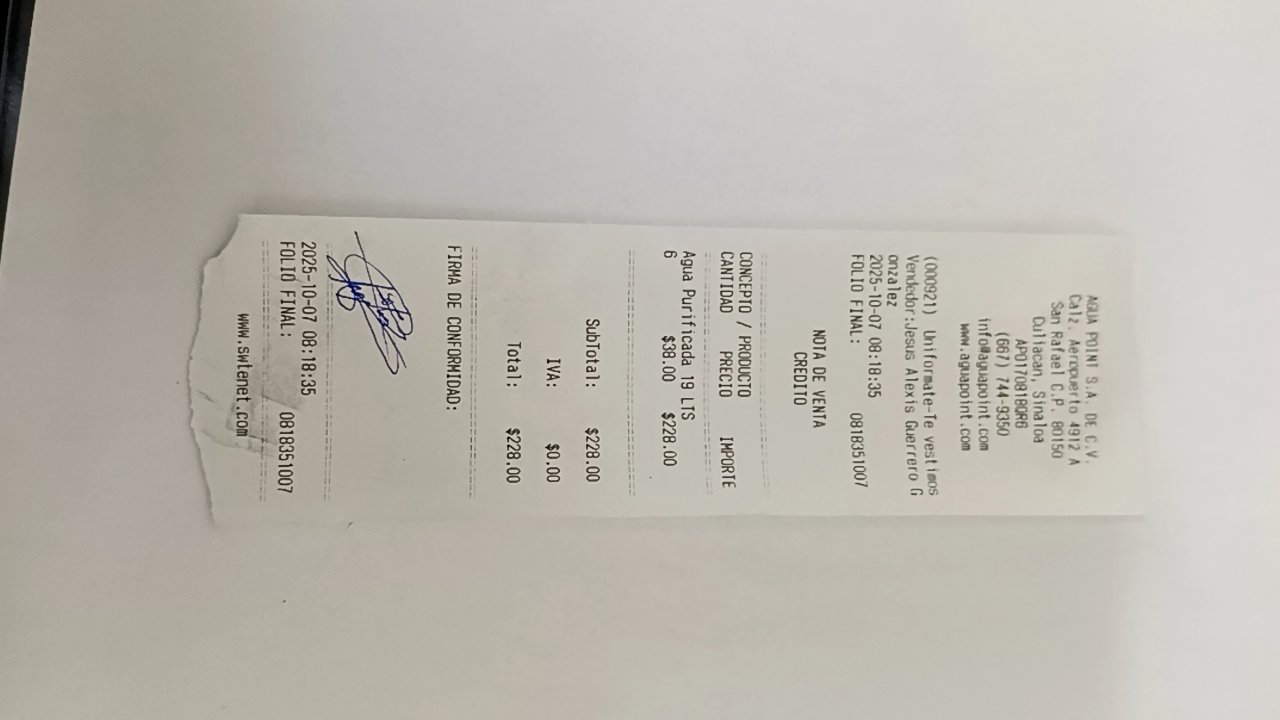 AGUA POINT S.A. DE C.V.
Calz. Aeropuerto 4912 A
San Rafael C.P. 80150
Culiacan, Sinaloa
APO170818QR6
(667) 744-9350
info@aguapoint.com
www.aguapoint.com
(000921) Uniformate-Te vestimos
Vendedor:Jesus Alexis Guerrero G
onzalez
2025-10-07 08:18:35
FOLIO FINAL: 0818351007
NOTA DE VENTA
CREDITO
CONCEPTO / PRODUCTO
CANTIDAD PRECIO IMPORTE
Agua Purificada 19 LTS
6 $38.00 $228.00
SubTotal: $228.00
IVA: $0.00
Total: $228.00
FIRMA DE CONFORMIDAD:
2025-10-07 08:18:35
FOLIO FINAL: 0818351007
www.swtenet.com